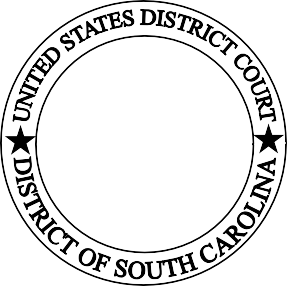 UNITED STATES DISTRICT COURT
DISTRICT OF SOUTH CAROLINA